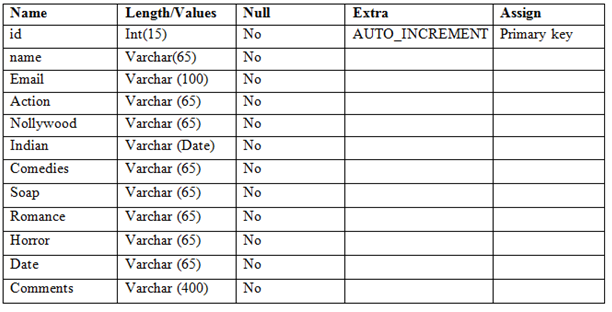 Name Length/Values Null Extra Assign
id Int(15) No AUTO_INCREMENT Primary key
name Varchar(65) No
Email Varchar (100) No
Action Varchar (65) No
Nollywood Varchar (65) No
Indian Varchar (Date) No
Comedies Varchar (65) No
Soap Varchar (65) No
Romance Varchar (65) No
Horror Varchar (65) No
Date Varchar (65) No
Comments Varchar (400) No